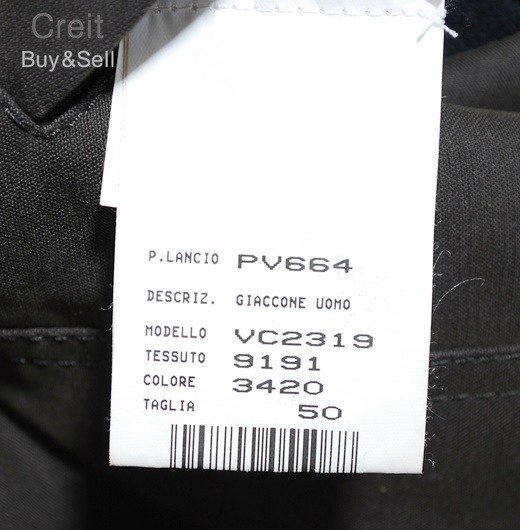 Creit
Buy&Sell
P.LANCIO PV664
DESCRIZ. GIACCONE UOMO
MODELLO VC2319
TESSUTO 9191
COLORE 3420
TAGLIA 50